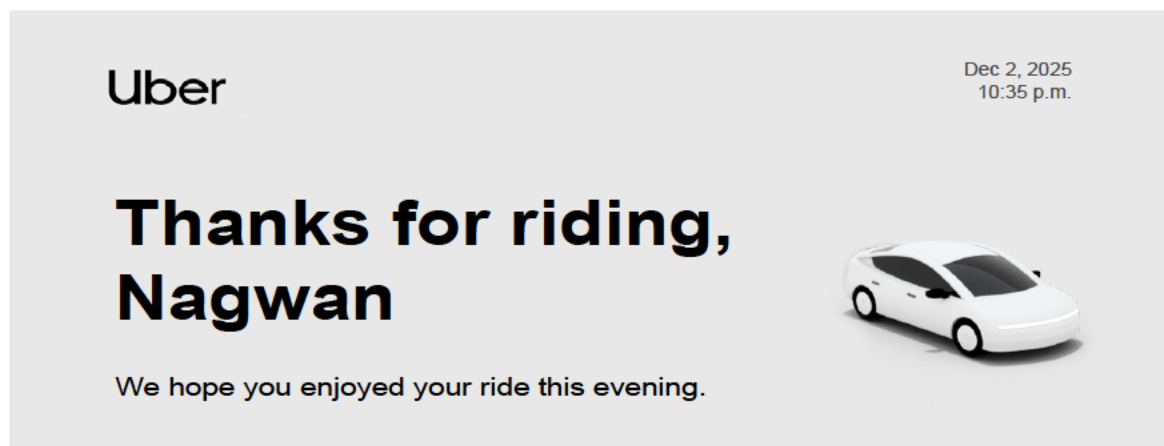 Uber
Dec 2, 2025
10:35 p.m.
Thanks for riding,
Nagwan
We hope you enjoyed your ride this evening.